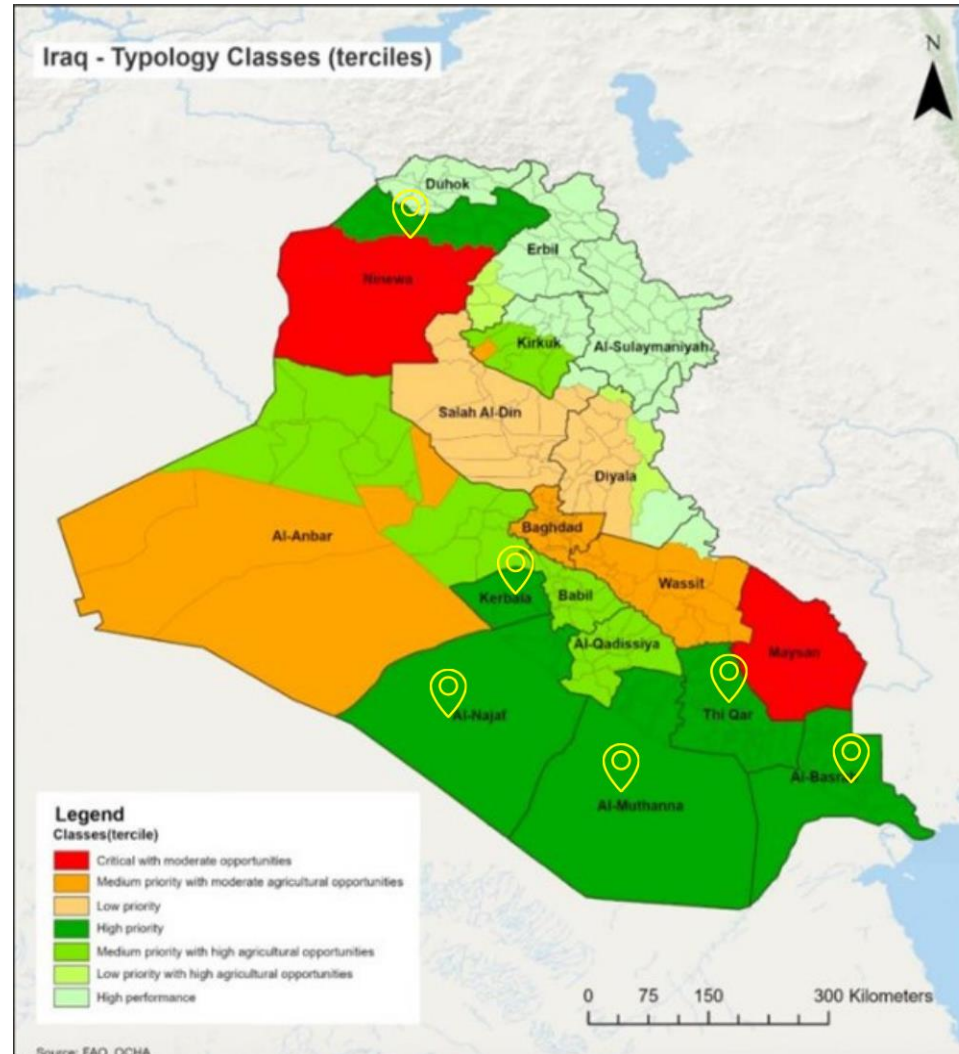 Iraq - Typology Classes (terciles)
N
Duhok
Erbil
Ninewa
Kirkuk
Al-Sulaymaniyah
Salah Al-Din
Diyala
Baghdad
Al-Anbar
Wassit
Kerbala
Babil
Al-Qadissiya
Maysan
Thi Qar
Al-Najaf
Al-Basrah
Al-Muthanna
Legend
Classes(tercile)
Critical with moderate opportunities
Medium priority with moderate agricultural opportunities
Low priority
High priority
Medium priority with high agricultural opportunities
Low priority with high agricultural opportunities
High performance
0 75 150 300 Kilometers
Source: FAO, OCHA